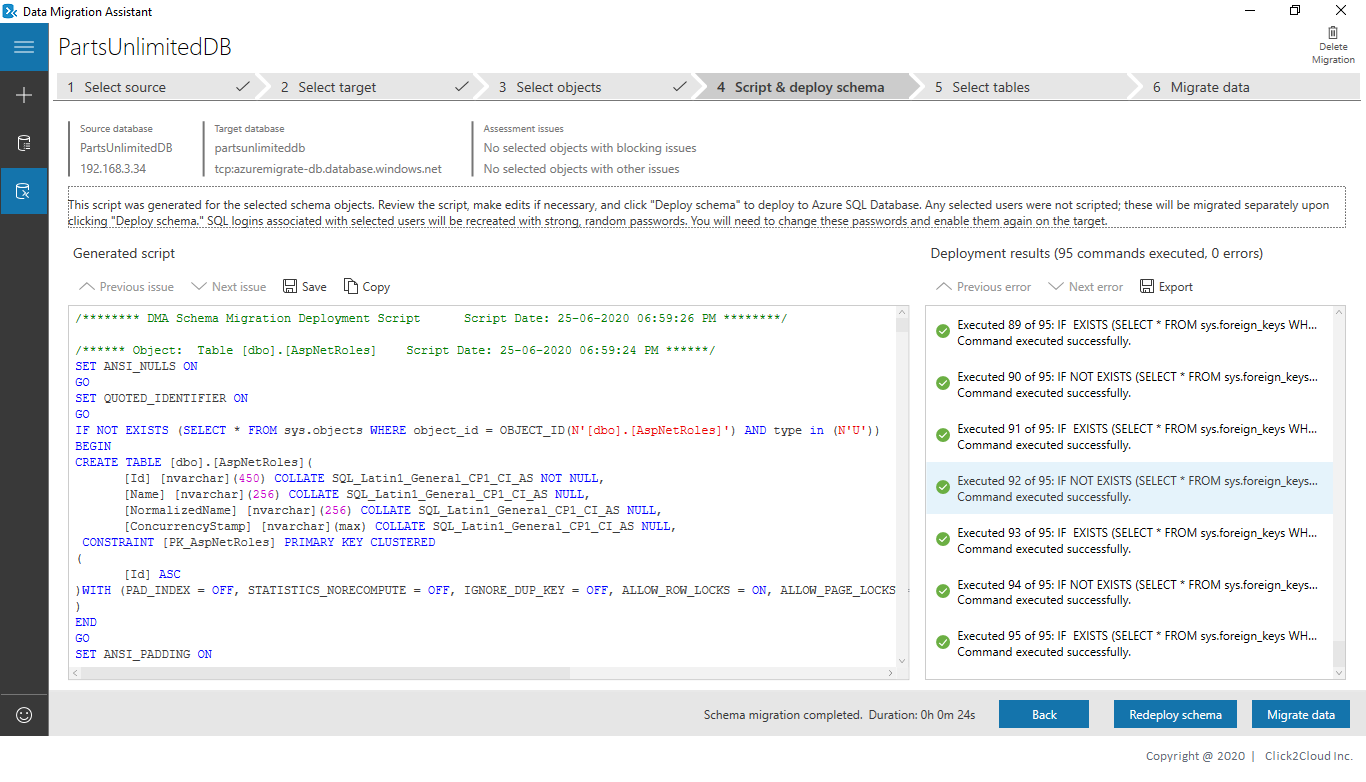 Data Migration Assistant
PartsUnlimitedDB
Delete
Migration
1 Select source
2 Select target
3 Select objects
4 Script & deploy schema
5 Select tables
6 Migrate data
Source database
PartsUnlimitedDB
192.168.3.34
Target database
partsunlimiteddb
tcp:azuremigrate-db.database.windows.net
Assessment issues
No selected objects with blocking issues
No selected objects with other issues
This script was generated for the selected schema objects. Review the script, make edits if necessary, and click "Deploy schema" to deploy to Azure SQL Database. Any selected users were not scripted; these will be migrated separately upon
clicking "Deploy schema." SQL logins associated with selected users will be recreated with strong, random passwords. You will need to change these passwords and enable them again on the target.
Generated script
Previous issue
Next issue
Save
Copy
/******** DMA Schema Migration Deployment Script      Script Date: 25-06-2020 06:59:26 PM ********/
/****** Object:  Table [dbo].[AspNetRoles]    Script Date: 25-06-2020 06:59:24 PM ******/
SET ANSI_NULLS ON
GO
SET QUOTED_IDENTIFIER ON
GO
IF NOT EXISTS (SELECT * FROM sys.objects WHERE object_id = OBJECT_ID(N'[dbo].[AspNetRoles]') AND type in (N'U'))
BEGIN
CREATE TABLE [dbo].[AspNetRoles](
[Id] [nvarchar](450) COLLATE SQL_Latin1_General_CP1_CI_AS NOT NULL,
[Name] [nvarchar](256) COLLATE SQL_Latin1_General_CP1_CI_AS NULL,
[NormalizedName] [nvarchar](256) COLLATE SQL_Latin1_General_CP1_CI_AS NULL,
[ConcurrencyStamp] [nvarchar](max) COLLATE SQL_Latin1_General_CP1_CI_AS NULL,
CONSTRAINT [PK_AspNetRoles] PRIMARY KEY CLUSTERED
(
[Id] ASC
)WITH (PAD_INDEX = OFF, STATISTICS_NORECOMPUTE = OFF, IGNORE_DUP_KEY = OFF, ALLOW_ROW_LOCKS = ON, ALLOW_PAGE_LOCKS =
)
END
GO
SET ANSI_PADDING ON
Deployment results (95 commands executed, 0 errors)
Previous error
Next error
Export
Executed 89 of 95: IF  EXISTS (SELECT * FROM sys.foreign_keys WH...
Command executed successfully.
Executed 90 of 95: IF NOT EXISTS (SELECT * FROM sys.foreign_keys...
Command executed successfully.
Executed 91 of 95: IF  EXISTS (SELECT * FROM sys.foreign_keys WH...
Command executed successfully.
Executed 92 of 95: IF NOT EXISTS (SELECT * FROM sys.foreign_keys...
Command executed successfully.
Executed 93 of 95: IF  EXISTS (SELECT * FROM sys.foreign_keys WH...
Command executed successfully.
Executed 94 of 95: IF NOT EXISTS (SELECT * FROM sys.foreign_keys...
Command executed successfully.
Executed 95 of 95: IF  EXISTS (SELECT * FROM sys.foreign_keys WH...
Command executed successfully.
Schema migration completed.  Duration: 0h 0m 24s
Back
Redeploy schema
Migrate data
Copyright @ 2020 | Click2Cloud Inc.